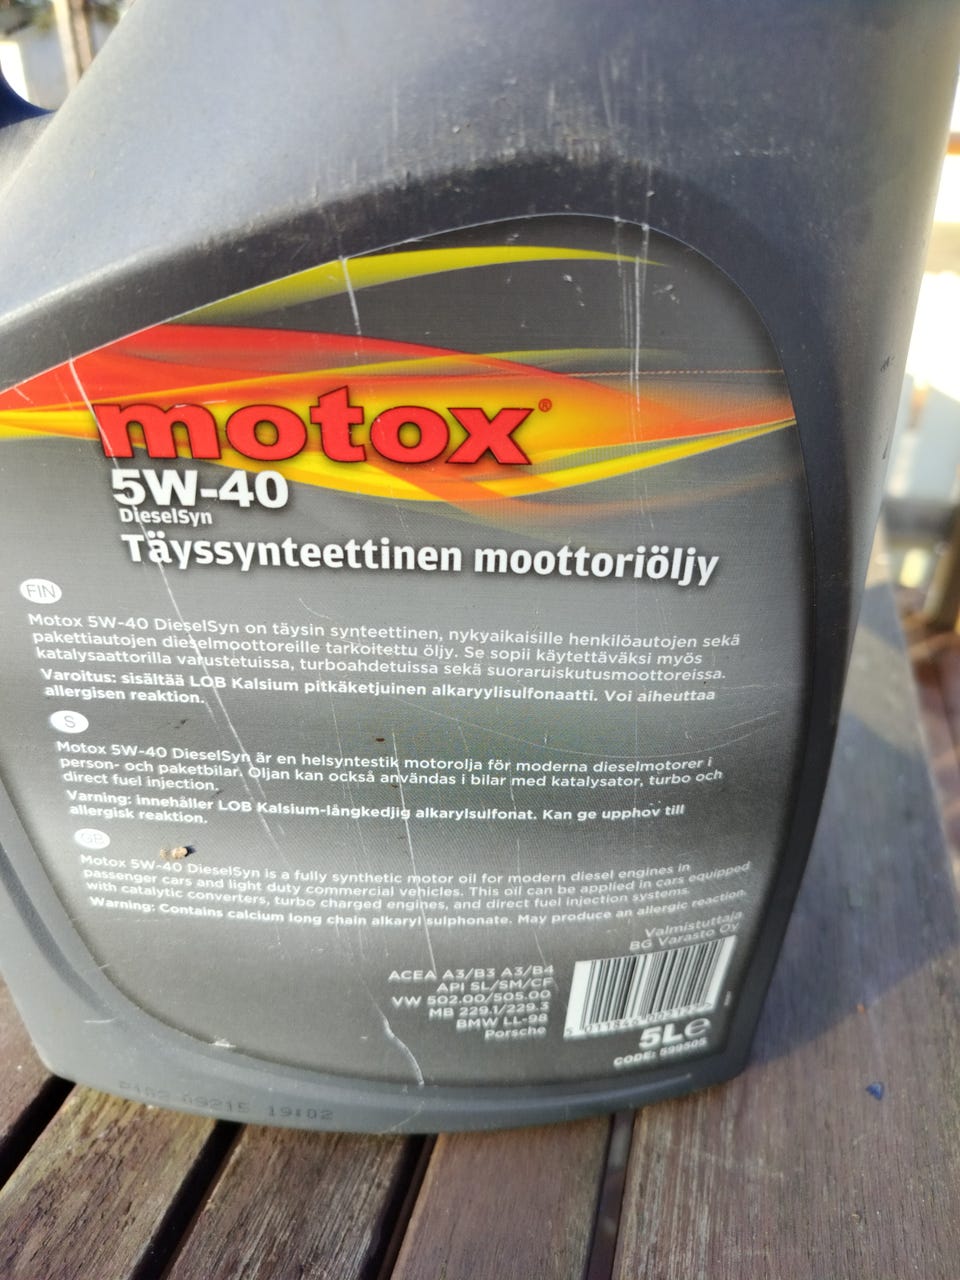 motox®
5W-40
DieselSyn
Täyssynteettinen moottoriöljy
FIN
Motox 5W-40 DieselSyn on täysin synteettinen, nykyaikaisille henkilöautojen sekä
pakettiautojen dieselmoottoreille tarkoitettu öljy. Se sopii käytettäväksi myös
katalysaattorilla varustetuissa, turboahdetuissa sekä suoraruiskutusmoottoreissa.
Varoitus: sisältää LOB Kalsium pitkäketjuinen alkaryylisulfonaatti. Voi aiheuttaa
allergisen reaktion.
S
Motox 5W-40 DieselSyn är en helsyntestik motorolja för moderna dieselmotorer i
person- och paketbilar. Oljan kan också användas i bilar med katalysator, turbo och
direct fuel injection.
Varning: innehåller LOB Kalsium-långkedjig alkarylsulfonat. Kan ge upphov till
allergisk reaktion.
GB
Motox 5W-40 DieselSyn is a fully synthetic motor oil for modern diesel engines in
passenger cars and light duty commercial vehicles. This oil can be applied in cars equipped
with catalytic converters, turbo charged engines, and direct fuel injection systems.
Warning: Contains calcium long chain alkaryl sulphonate. May produce an allergic reaction.
Valmistuttaja
BG Varasto Oy
ACEA A3/B3 A3/B4
API SL/SM/CF
VW 502.00/505.00
MB 229.1/229.3
BMW LL-98
Porsche
5L℮
CODE: 599505
19:02